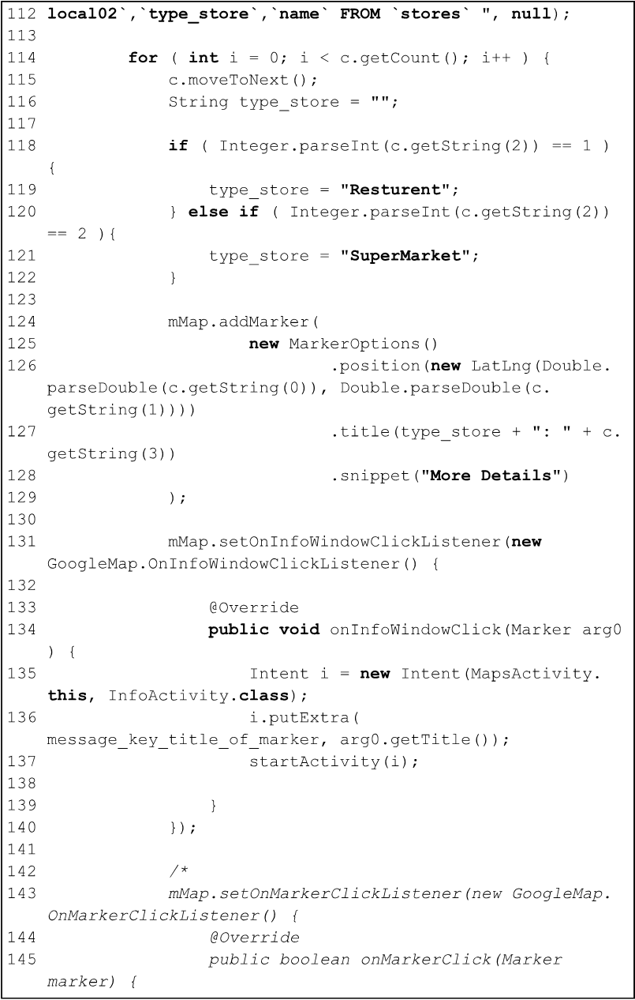 112 local02`,`type_store`,`name` FROM `stores` ", null);
113
114         for ( int i = 0; i < c.getCount(); i++ ) {
115             c.moveToNext();
116             String type_store = "";
117
118             if ( Integer.parseInt(c.getString(2)) == 1 )
{
119                 type_store = "Resturent";
120             } else if ( Integer.parseInt(c.getString(2))
== 2 ){
121                 type_store = "SuperMarket";
122             }
123
124             mMap.addMarker(
125                     new MarkerOptions()
126                             .position(new LatLng(Double.
parseDouble(c.getString(0)), Double.parseDouble(c.
getString(1))))
127                             .title(type_store + ": " + c.
getString(3))
128                             .snippet("More Details")
129             );
130
131             mMap.setOnInfoWindowClickListener(new
GoogleMap.OnInfoWindowClickListener() {
132
133                 @Override
134                 public void onInfoWindowClick(Marker arg0
) {
135                     Intent i = new Intent(MapsActivity.
this, InfoActivity.class);
136                     i.putExtra(
message_key_title_of_marker, arg0.getTitle());
137                     startActivity(i);
138
139                 }
140             });
141
142             /*
143             mMap.setOnMarkerClickListener(new GoogleMap.
OnMarkerClickListener() {
144                 @Override
145                 public boolean onMarkerClick(Marker
marker) {